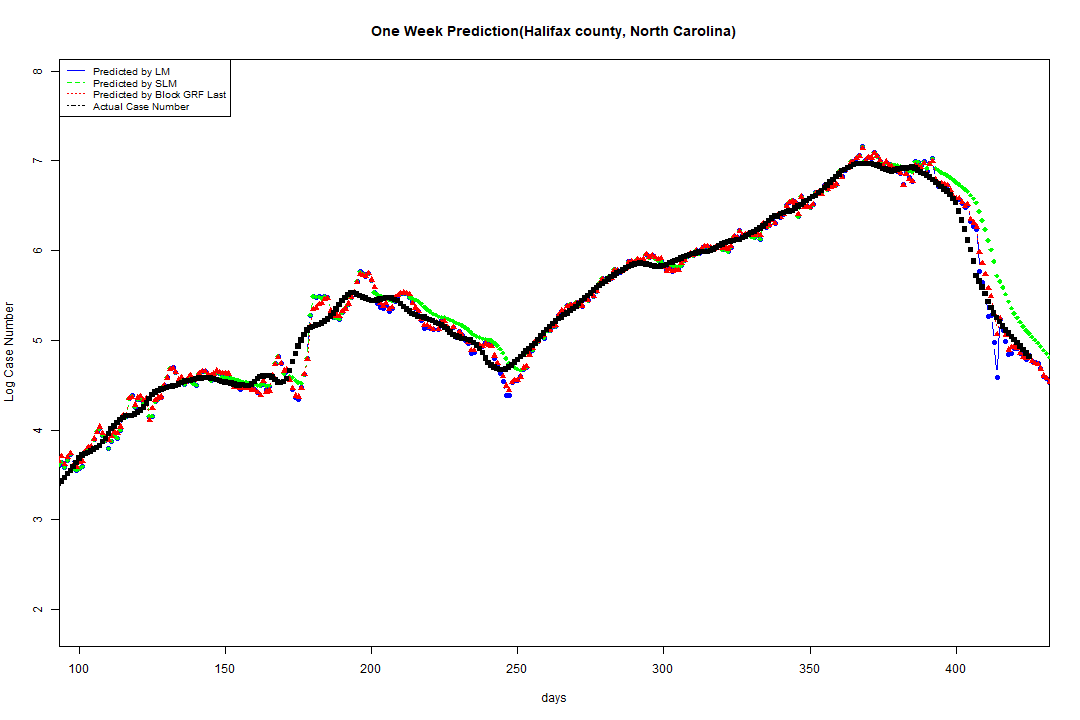 One Week Prediction(Halifax county, North Carolina)
Predicted by LM
Predicted by SLM
Predicted by Block GRF Last
Actual Case Number
8
7
6
5
4
3
2
Log Case Number
100 150 200 250 300 350 400
days